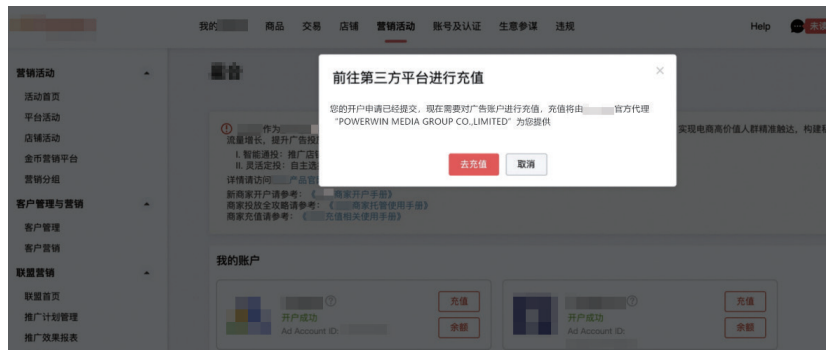 我的 商品 交易 店铺 营销活动 账号及认证 生意参谋 违规 Help
营销活动
活动首页
平台活动
店铺活动
金币营销平台
营销分组
客户管理与营销
客户管理
客户营销
联盟营销
联盟首页
推广计划管理
推广效果报表
前往第三方平台进行充值
您的开户申请已经提交，现在需要对广告账户进行充值，充值将由 官方代理
“POWERWIN MEDIA GROUP CO.,LIMITED” 为您提供
去充值 取消
作为
实现电商高价值人群精准触达，构建
流量增长，提升广告投
I. 智能通投：推广店
II. 灵活定投：自主选
详情请访问 产品官
新商家开户请参考：《 商家开户手册》
商家投放全攻略请参考：《 商家托管使用手册》
商家充值请参考：《 充值相关使用手册》
我的账户
开户成功
Ad Account ID:
充值
余额
开户成功
Ad Account ID:
充值
余额